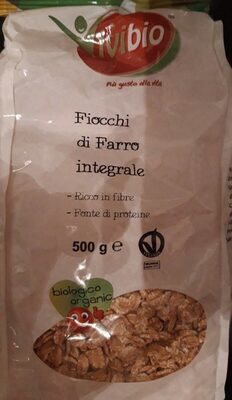 Vivibio
Più gusto alla vita
Fiocchi
di Farro
integrale
- Ricco in fibre
- Fonte di proteine
500 g e
biologico
organic